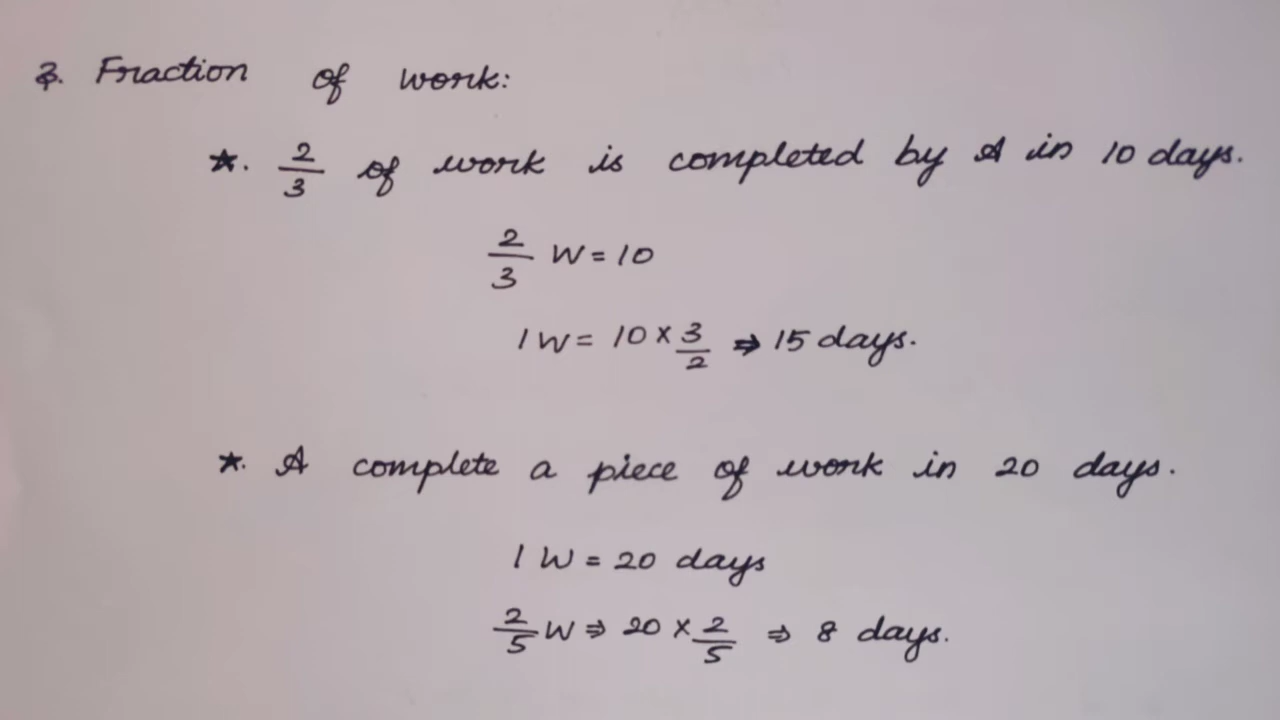 3. Fraction of work:
*. 2/3 of work is completed by A in 10 days.
2/3 W = 10
1 W = 10 × 3/2 ⇒ 15 days.
*. A complete a piece of work in 20 days.
1 W = 20 days
2/5 W ⇒ 20 × 2/5 ⇒ 8 days.